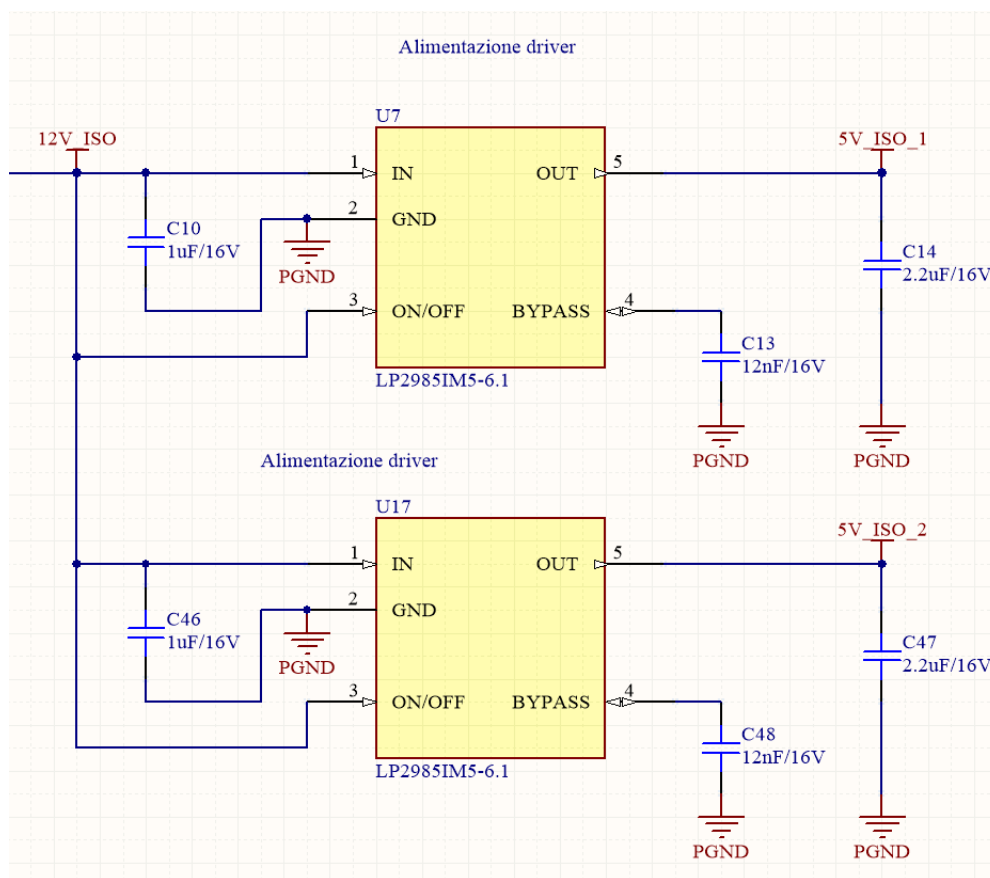 Alimentazione driver
U7
12V_ISO
5V_ISO_1
1
IN
OUT
5
2
GND
C10
1uF/16V
PGND
C14
2.2uF/16V
3
ON/OFF
BYPASS
4
C13
12nF/16V
LP2985IM5-6.1
PGND
PGND
Alimentazione driver
U17
5V_ISO_2
1
IN
OUT
5
2
GND
C46
1uF/16V
PGND
C47
2.2uF/16V
3
ON/OFF
BYPASS
4
C48
12nF/16V
LP2985IM5-6.1
PGND
PGND